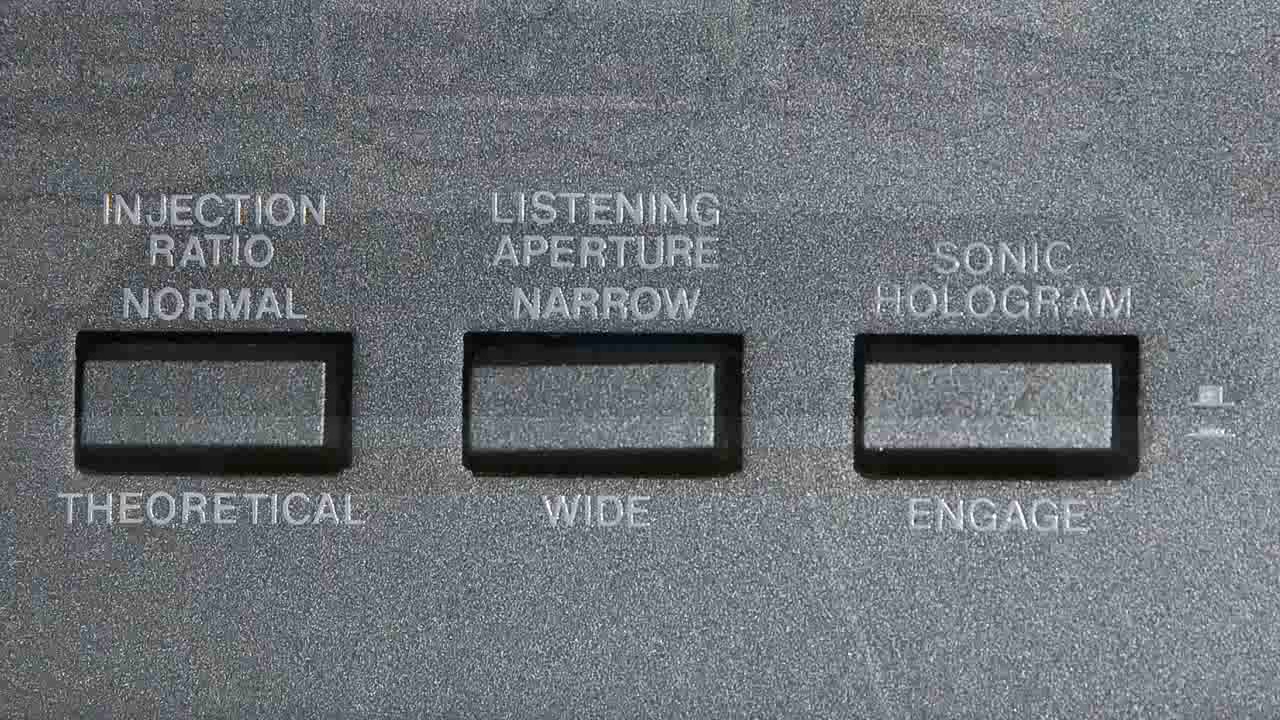 INJECTION
RATIO
NORMAL
THEORETICAL
LISTENING
APERTURE
NARROW
WIDE
SONIC
HOLOGRAM
ENGAGE